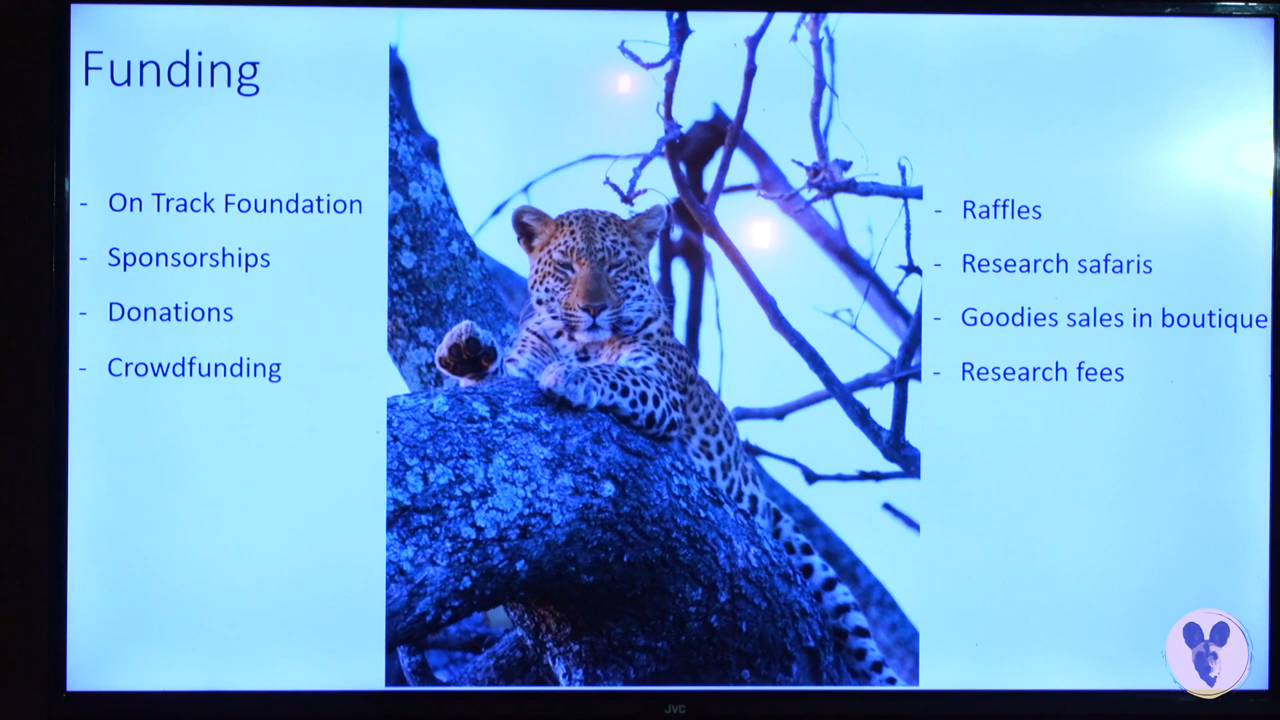 Funding
- On Track Foundation
- Sponsorships
- Donations
- Crowdfunding
- Raffles
- Research safaris
- Goodies sales in boutique
- Research fees
JVC